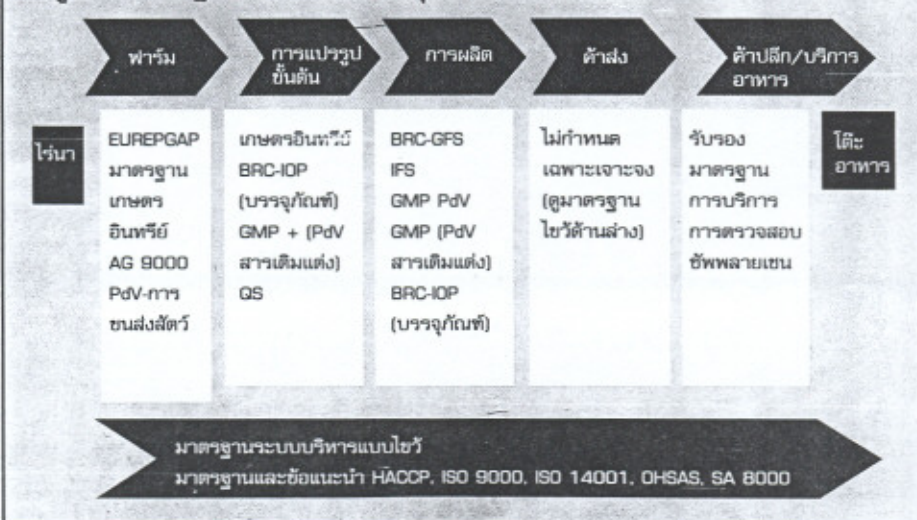 ฟาร์ม
การแปรรูป
ขั้นต้น
การผลิต
ค้าส่ง
ค้าปลีก/บริการ
อาหาร
ไร่นา
EUREPGAP
มาตรฐาน
เกษตร
อินทรีย์
AG 9000
PdV-การ
ขนส่งสัตว์
เกษตรอินทรีย์
BRC-IOP
(บรรจุภัณฑ์)
GMP + (PdV
สารเติมแต่ง)
QS
BRC-GFS
IFS
GMP PdV
GMP (PdV
สารเติมแต่ง)
BRC-IOP
(บรรจุภัณฑ์)
ไม่กำหนด
เฉพาะเจาะจง
(ดูมาตรฐาน
ไขว้ด้านล่าง)
รับรอง
มาตรฐาน
การบริการ
การตรวจสอบ
ซัพพลายเชน
โต๊ะ
อาหาร
มาตรฐานระบบบริหารแบบไขว้
มาตรฐานและข้อแนะนำ HACCP, ISO 9000, ISO 14001, OHSAS, SA 8000